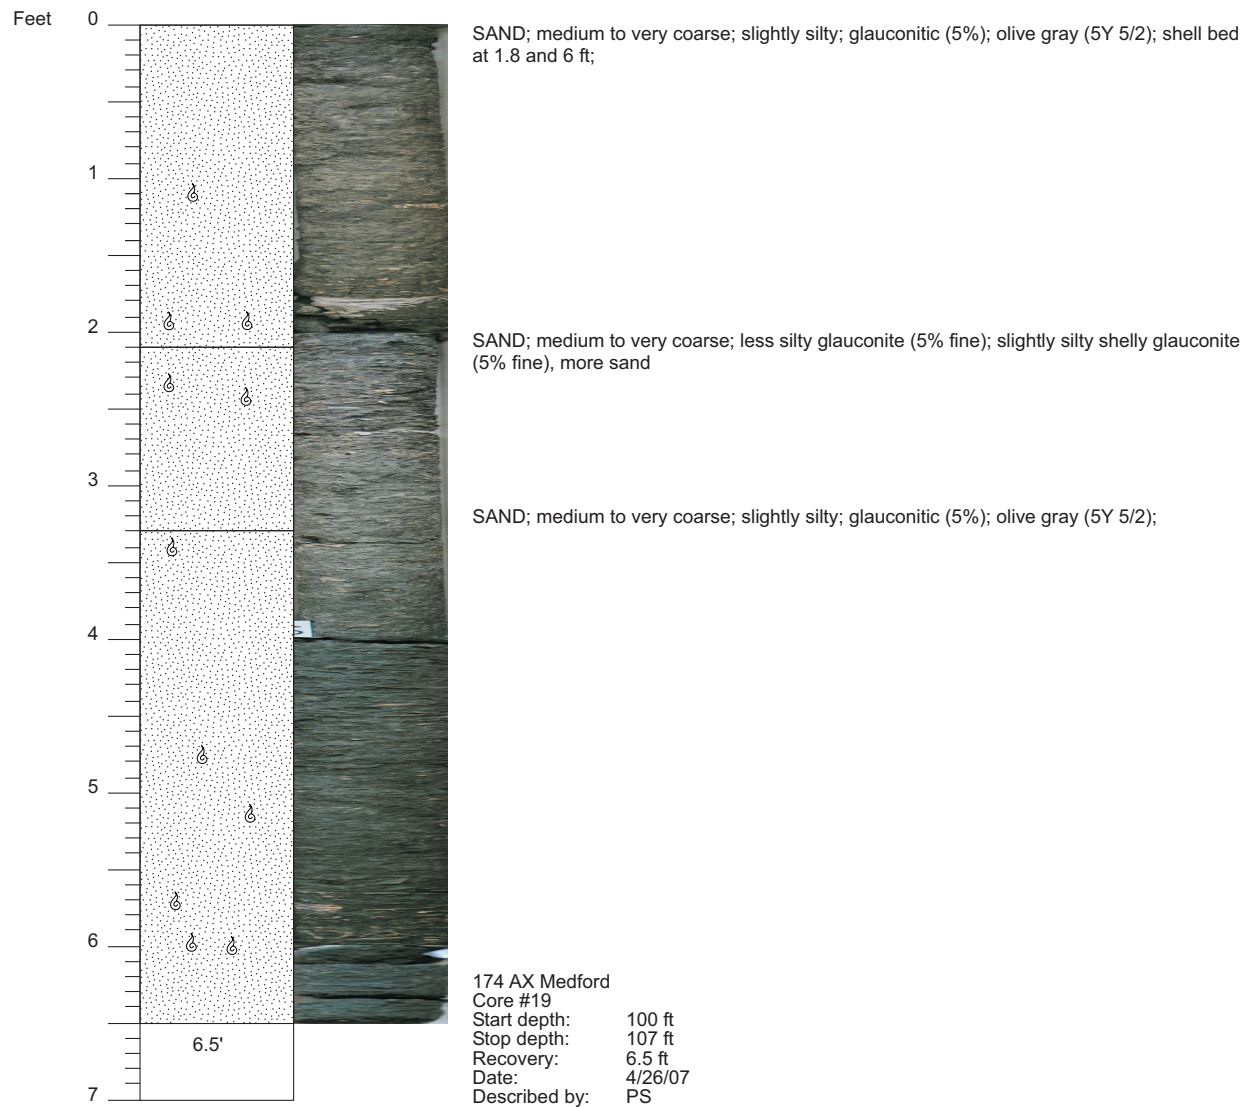 Feet
0
SAND; medium to very coarse; slightly silty; glauconitic (5%); olive gray (5Y 5/2); shell bed
at 1.8 and 6 ft;
1
2
SAND; medium to very coarse; less silty glauconite (5% fine); slightly silty shelly glauconite
(5% fine), more sand
3
SAND; medium to very coarse; slightly silty; glauconitic (5%); olive gray (5Y 5/2);
4
5
6
174 AX Medford
Core #19
Start depth: 100 ft
Stop depth: 107 ft
Recovery: 6.5 ft
Date: 4/26/07
Described by: PS
6.5'
7